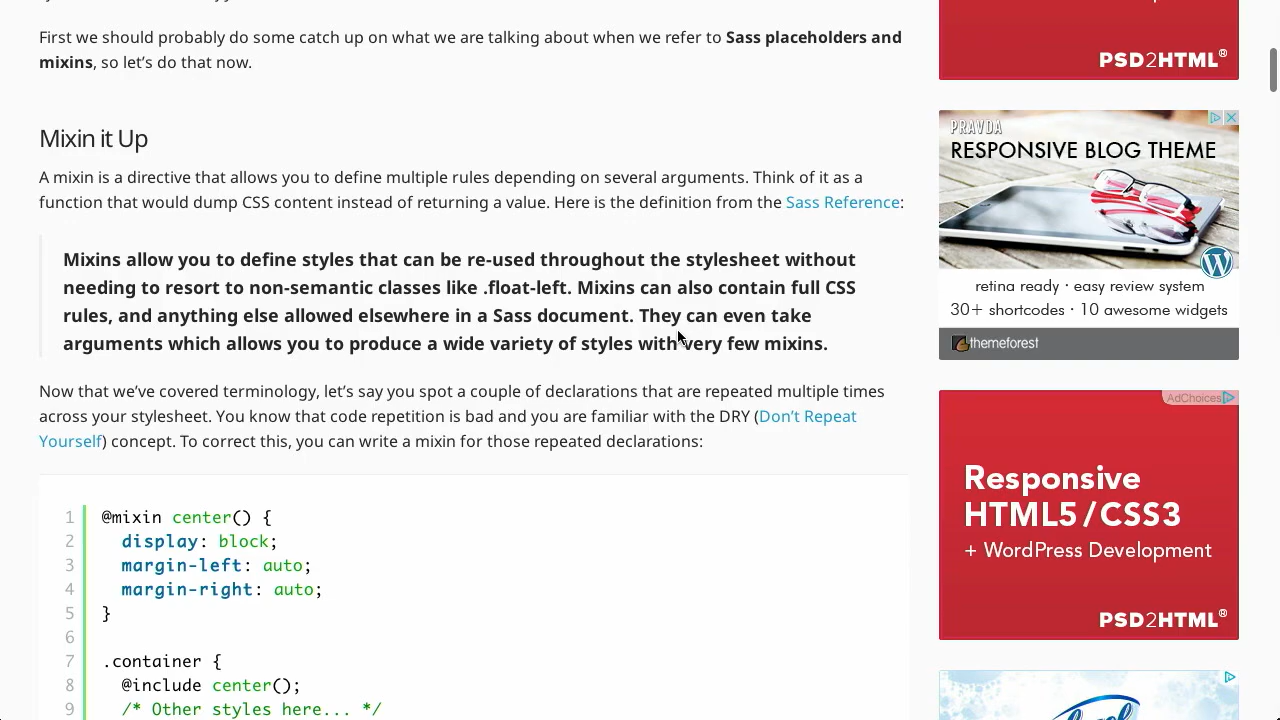 First we should probably do some catch up on what we are talking about when we refer to Sass placeholders and
mixins, so let’s do that now.
Mixin it Up
A mixin is a directive that allows you to define multiple rules depending on several arguments. Think of it as a
function that would dump CSS content instead of returning a value. Here is the definition from the Sass Reference:
Mixins allow you to define styles that can be re-used throughout the stylesheet without
needing to resort to non-semantic classes like .float-left. Mixins can also contain full CSS
rules, and anything else allowed elsewhere in a Sass document. They can even take
arguments which allows you to produce a wide variety of styles with very few mixins.
Now that we’ve covered terminology, let’s say you spot a couple of declarations that are repeated multiple times
across your stylesheet. You know that code repetition is bad and you are familiar with the DRY (Don’t Repeat
Yourself) concept. To correct this, you can write a mixin for those repeated declarations:
1 @mixin center() {
2 display: block;
3 margin-left: auto;
4 margin-right: auto;
5 }
6
7 .container {
8 @include center();
9 /* Other styles here... */
PSD2HTML®
PRAVDA
RESPONSIVE BLOG THEME
retina ready · easy review system
30+ shortcodes · 10 awesome widgets
themeforest
AdChoices
Responsive
HTML5/CSS3
+ WordPress Development
PSD2HTML®